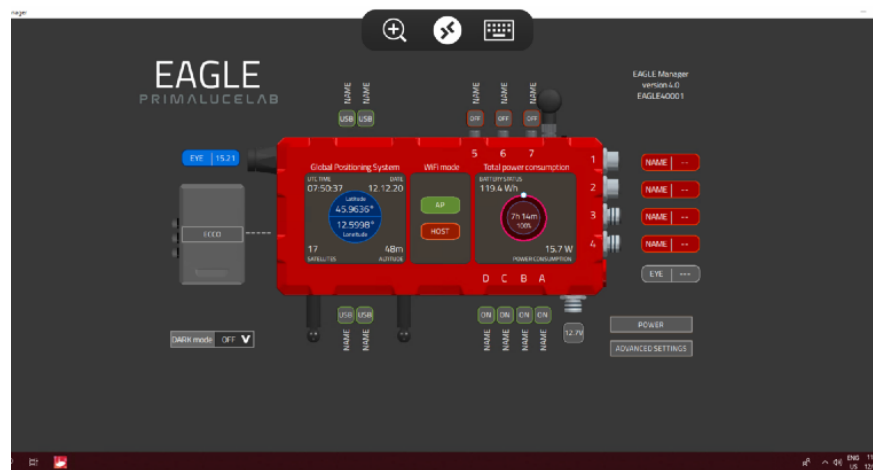 nager
EAGLE
PRIMALUCELAB
NAME NAME
USB USB
NAME NAME NAME
OFF OFF OFF
EAGLE Manager
version 4.0
EAGLE40001
EYE 15.21
5 6 7
1
2
3
4
NAME --
NAME --
NAME --
NAME --
EYE ---
Global Positioning System
UTC TIME DATE
07:50:37 12.12.20
Latitude
45.9636°
12.5998°
Longitude
17 48m
SATELLITES ALTITUDE
WiFi mode
AP
HOST
Total power consumption
BATTERY STATUS
119.4 Wh
7h 14m
100%
15.7 W
POWER CONSUMPTION
ECCO
D C B A
USB USB
NAME NAME
ON ON ON ON
NAME NAME NAME NAME
12.7V
POWER
ADVANCED SETTINGS
DARK mode OFF V
ENG
US